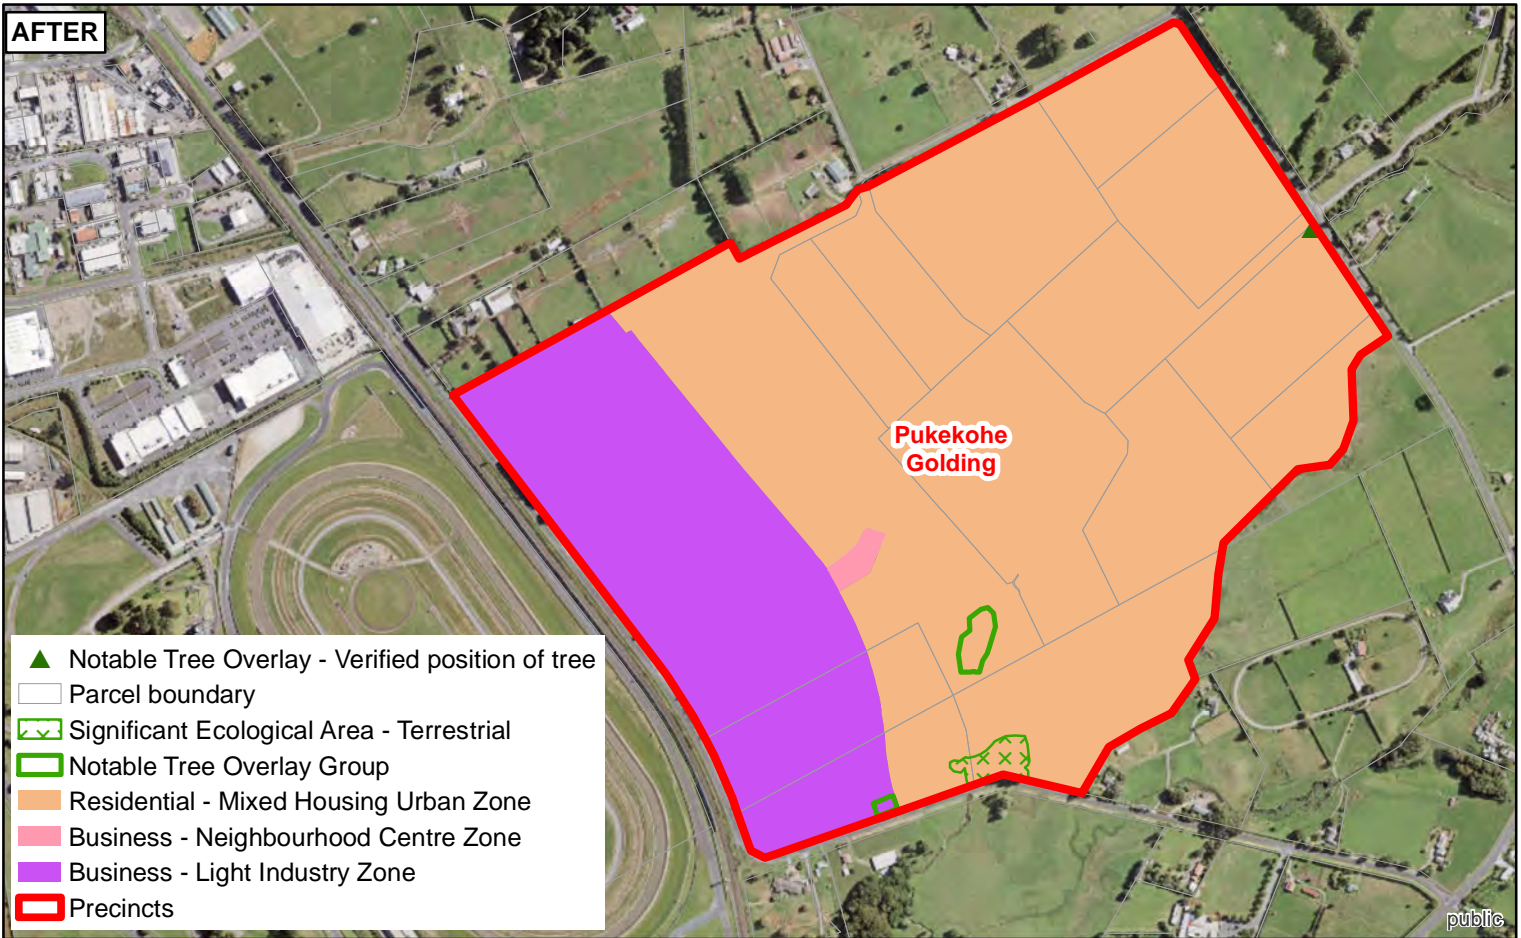 AFTER
Pukekohe
Golding
Notable Tree Overlay - Verified position of tree
Parcel boundary
Significant Ecological Area - Terrestrial
Notable Tree Overlay Group
Residential - Mixed Housing Urban Zone
Business - Neighbourhood Centre Zone
Business - Light Industry Zone
Precincts
public